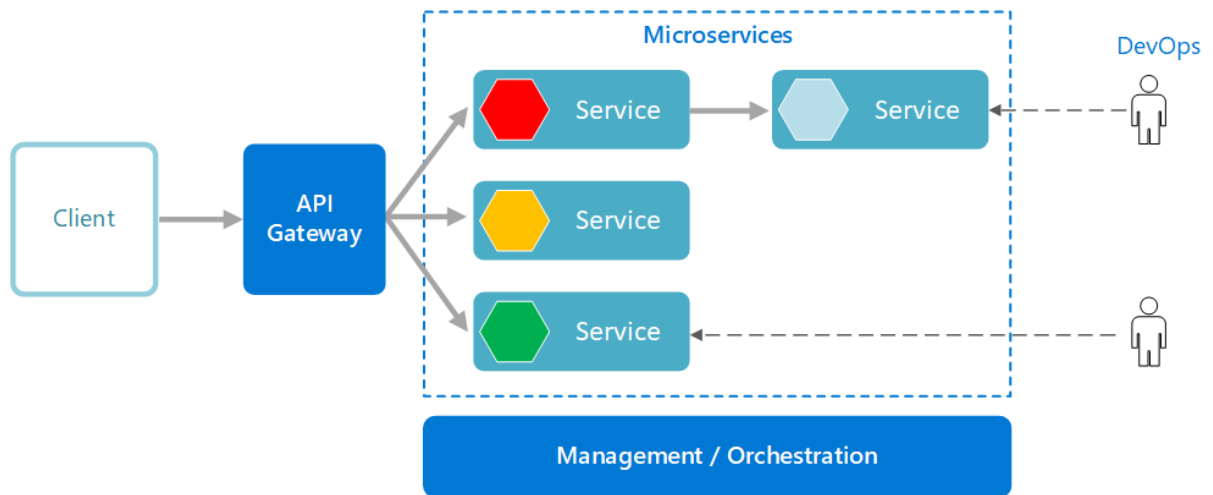 Microservices
DevOps
Service
Service
Client
API
Gateway
Service
Service
Management / Orchestration